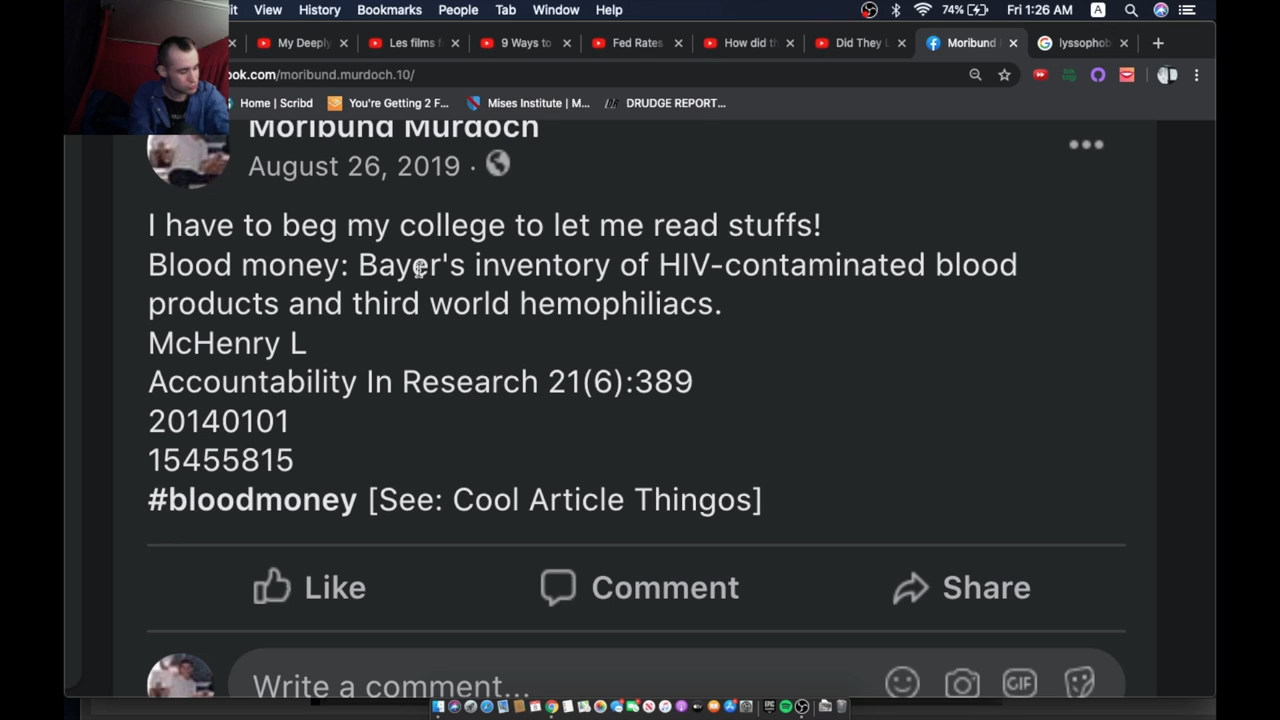 it View History Bookmarks People Tab Window Help 74% Fri 1:26 AM A
My Deeply Les films f 9 Ways to Fed Rates How did th Did They L Moribund lyssophob
ook.com/moribund.murdoch.10/
Home | Scribd You're Getting 2 F... Mises Institute | M... DRUDGE REPORT...
Moribund Murdoch
August 26, 2019 ·
I have to beg my college to let me read stuffs!
Blood money: Bayer's inventory of HIV-contaminated blood
products and third world hemophiliacs.
McHenry L
Accountability In Research 21(6):389
20140101
15455815
#bloodmoney [See: Cool Article Thingos]
Like Comment Share
Write a comment... GIF